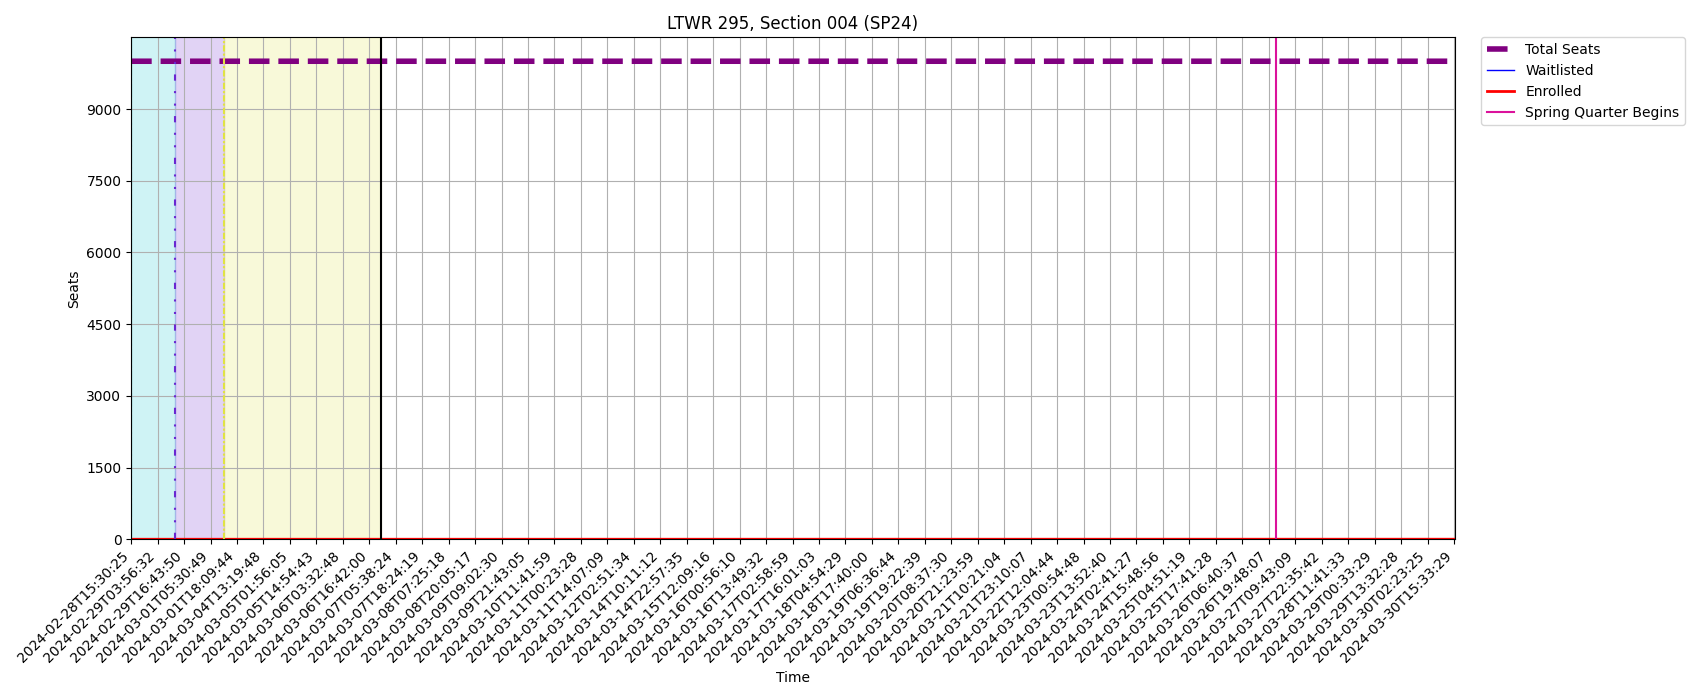 LTWR 295, Section 004 (SP24)
Total Seats
Waitlisted
Enrolled
Spring Quarter Begins
9000
7500
6000
4500
3000
1500
0
Seats
2024-02-28T15:30:25
2024-02-29T03:56:32
2024-02-29T16:43:50
2024-03-01T05:30:49
2024-03-01T18:09:44
2024-03-04T13:19:48
2024-03-05T01:56:05
2024-03-05T14:54:43
2024-03-06T03:32:48
2024-03-06T16:42:00
2024-03-07T05:38:24
2024-03-07T18:24:19
2024-03-08T07:25:18
2024-03-08T20:05:17
2024-03-09T09:02:30
2024-03-09T21:43:05
2024-03-10T11:41:59
2024-03-11T00:23:28
2024-03-11T14:07:09
2024-03-12T02:51:34
2024-03-14T10:11:12
2024-03-14T22:57:35
2024-03-15T12:09:16
2024-03-16T00:56:10
2024-03-16T13:49:32
2024-03-17T02:58:59
2024-03-17T16:01:03
2024-03-18T04:54:29
2024-03-18T17:40:00
2024-03-19T06:36:44
2024-03-19T19:22:39
2024-03-20T08:37:30
2024-03-20T21:23:59
2024-03-21T10:21:04
2024-03-21T23:10:07
2024-03-22T12:04:44
2024-03-23T00:54:48
2024-03-23T13:52:40
2024-03-24T02:41:27
2024-03-24T15:48:56
2024-03-25T04:51:19
2024-03-25T17:41:28
2024-03-26T06:40:37
2024-03-26T19:48:07
2024-03-27T09:43:09
2024-03-27T22:35:42
2024-03-28T11:41:33
2024-03-29T00:33:29
2024-03-29T13:32:28
2024-03-30T02:23:25
2024-03-30T15:33:29
Time